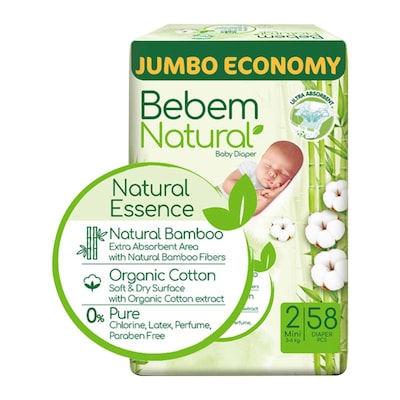 JUMBO ECONOMY
Bebem
Natural
Baby Diaper
ULTRA ABSORBENT
Natural
Essence
Natural Bamboo
Extra Absorbent Area
with Natural Bamboo Fibers
Organic Cotton
Soft & Dry Surface
with Organic Cotton extract
0% Pure
Chlorine, Latex, Perfume,
Paraben Free
extract
Perfume,
2
Mini
3-6 kg
58
DIAPER
PCS